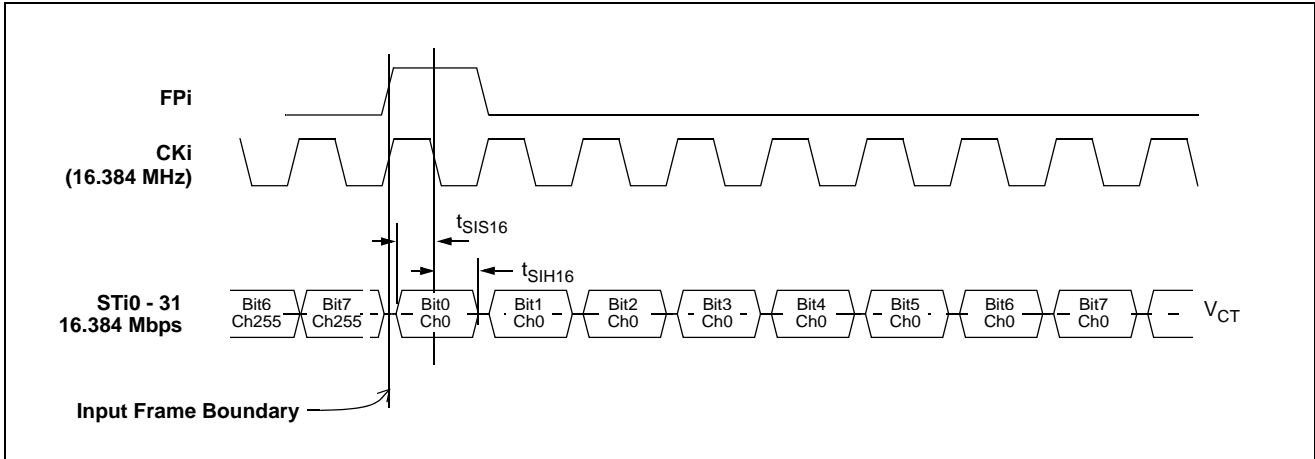 FPi
CKi
(16.384 MHz)
tSIS16
tSIH16
STi0 - 31
16.384 Mbps
Bit6
Ch255
Bit7
Ch255
Bit0
Ch0
Bit1
Ch0
Bit2
Ch0
Bit3
Ch0
Bit4
Ch0
Bit5
Ch0
Bit6
Ch0
Bit7
Ch0
VCT
Input Frame Boundary